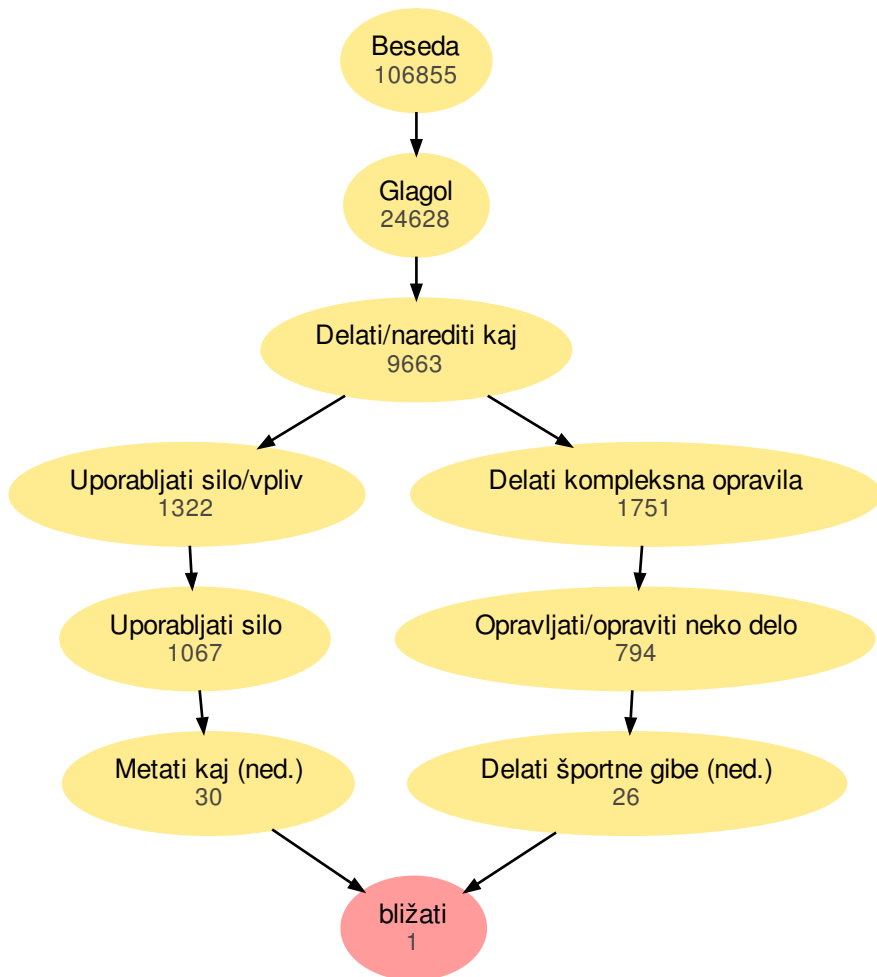 Beseda
106855
Glagol
24628
Delati/narediti kaj
9663
Uporabljati silo/vpliv
1322
Delati kompleksna opravila
1751
Uporabljati silo
1067
Opravljati/opraviti neko delo
794
Metati kaj (ned.)
30
Delati športne gibe (ned.)
26
bližati
1